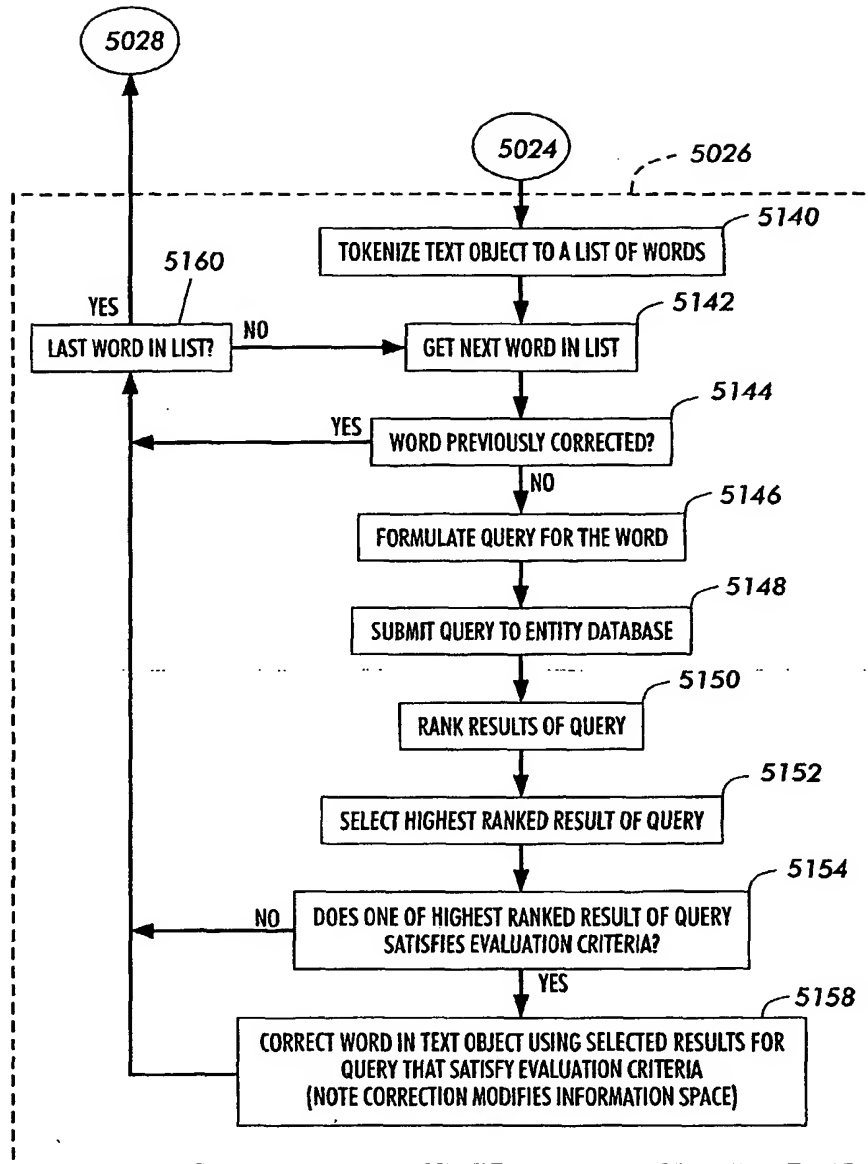 5028
5024
5026
5140
TOKENIZE TEXT OBJECT TO A LIST OF WORDS
5160
YES
LAST WORD IN LIST?
NO
5142
GET NEXT WORD IN LIST
5144
YES
WORD PREVIOUSLY CORRECTED?
NO
5146
FORMULATE QUERY FOR THE WORD
5148
SUBMIT QUERY TO ENTITY DATABASE
5150
RANK RESULTS OF QUERY
5152
SELECT HIGHEST RANKED RESULT OF QUERY
5154
NO
DOES ONE OF HIGHEST RANKED RESULT OF QUERY
SATISFIES EVALUATION CRITERIA?
YES
5158
CORRECT WORD IN TEXT OBJECT USING SELECTED RESULTS FOR
QUERY THAT SATISFY EVALUATION CRITERIA
(NOTE CORRECTION MODIFIES INFORMATION SPACE)